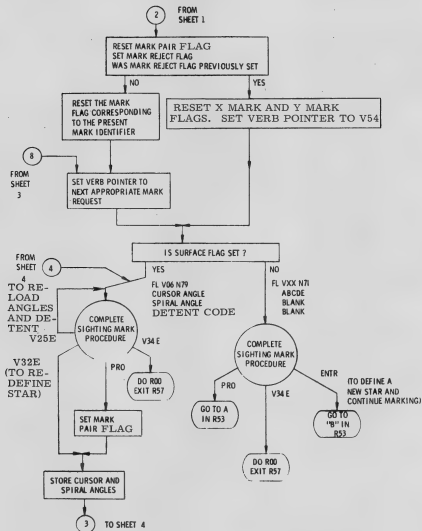 2
FROM
SHEET 1
RESET MARK PAIR FLAG
SET MARK REJECT FLAG
WAS MARK REJECT FLAG PREVIOUSLY SET
NO
YES
RESET THE MARK
FLAG CORRESPONDING
TO THE PRESENT
MARK IDENTIFIER
RESET X MARK AND Y MARK
FLAGS. SET VERB POINTER TO V54
8
FROM
SHEET
3
SET VERB POINTER TO
NEXT APPROPRIATE MARK
REQUEST
IS SURFACE FLAG SET ?
FROM
SHEET
4
4
YES
NO
TO RE-
LOAD
ANGLES
AND DE-
TENT
V25E
FL V06 N79
CURSOR ANGLE
SPIRAL ANGLE
DETENT CODE
FL VXX N71
ABCDE
BLANK
BLANK
COMPLETE
SIGHTING MARK
PROCEDURE
COMPLETE
SIGHTING MARK
PROCEDURE
V32E
(TO RE-
DEFINE
STAR)
V34 E
PRO
DO R00
EXIT R57
PRO
V34 E
ENTR
(TO DEFINE A
NEW STAR AND
CONTINUE MARKING)
GO TO A
IN R53
GO TO
"B" IN
R53
SET MARK
PAIR FLAG
DO R00
EXIT R57
STORE CURSOR AND
SPIRAL ANGLES
3
TO SHEET 4